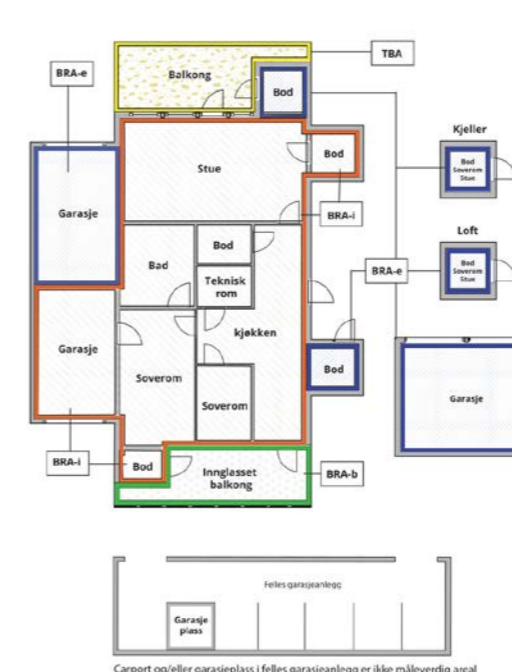 TBA
BRA-e
Balkong
Bod
Kjeller
Bod
Soverom
Stue
Stue
Bod
Garasje
BRA-i
Loft
Bod
Soverom
Stue
Bad
Bod
Teknisk
rom
BRA-e
kjøkken
Garasje
Soverom
Bod
Soverom
Garasje
BRA-i
Bod
Innglasset
balkong
BRA-b
Felles garasjeanlegg
Garasje
plass
Carport og/eller garasjeplass i felles garasjeanlegg er ikke måleverdig areal